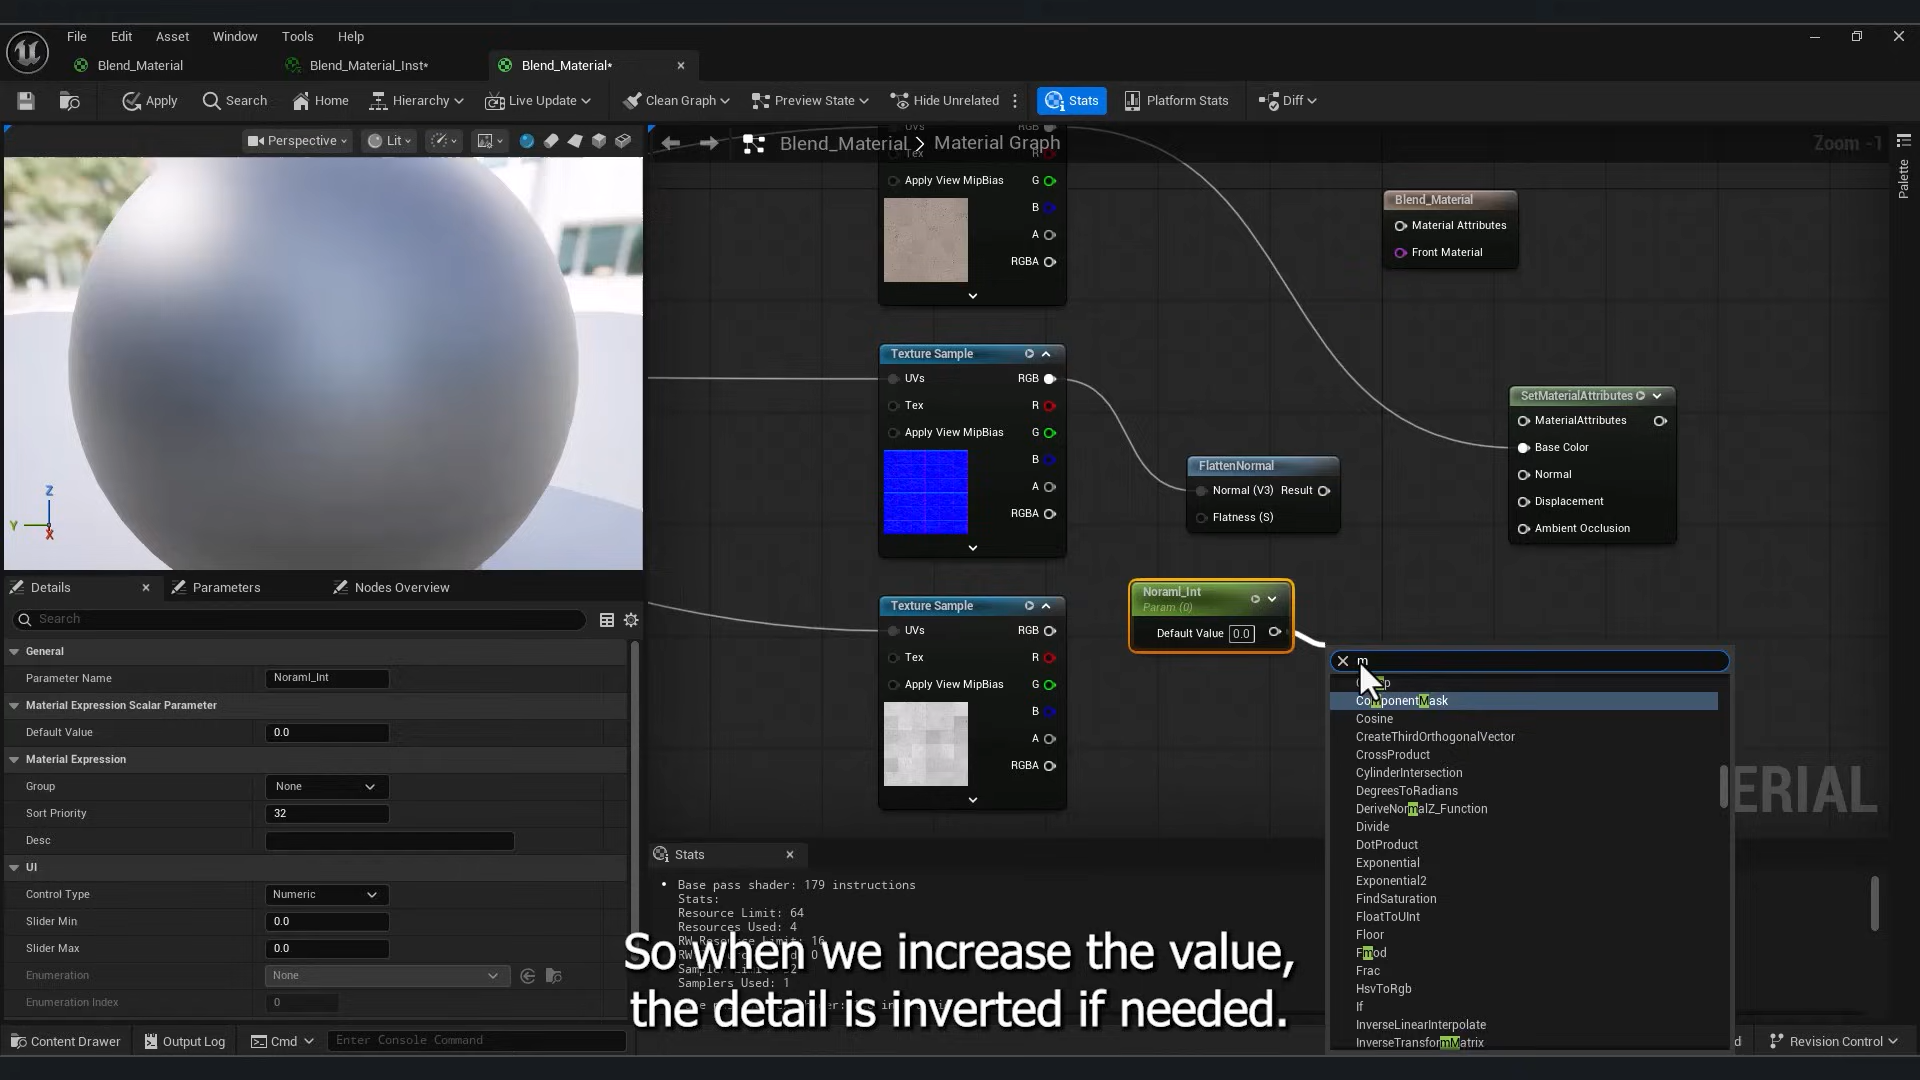 File Edit Asset Window Tools Help
Blend_Material Blend_Material_Inst* Blend_Material*
Apply Search Home Hierarchy Live Update Clean Graph Preview State Hide Unrelated Stats Platform Stats Diff
Perspective Lit
Blend_Material > Material Graph
Zoom -1
Palette
UVs RGB
Tex R
Apply View MipBias G
B
A
RGBA
Blend_Material
Material Attributes
Front Material
Texture Sample
UVs RGB
Tex R
Apply View MipBias G
B
A
RGBA
FlattenNormal
Normal (V3) Result
Flatness (S)
SetMaterialAttributes
MaterialAttributes
Base Color
Normal
Displacement
Ambient Occlusion
Z
Y
X
Texture Sample
UVs RGB
Tex R
Apply View MipBias G
B
A
RGBA
Noraml_Int
Param (0)
Default Value 0.0
m
ComponentMask
Cosine
CreateThirdOrthogonalVector
CrossProduct
CylinderIntersection
DegreesToRadians
DeriveNormalZ_Function
Divide
DotProduct
Exponential
Exponential2
FindSaturation
FloatToUInt
Floor
Fmod
Frac
HsvToRgb
If
InverseLinearInterpolate
InverseTransformMatrix
ERIAL
Details Parameters Nodes Overview
Search
General
Parameter Name Noraml_Int
Material Expression Scalar Parameter
Default Value 0.0
Material Expression
Group None
Sort Priority 32
Desc
UI
Control Type Numeric
Slider Min 0.0
Slider Max 0.0
Enumeration None
Enumeration Index 0
Stats
Base pass shader: 179 instructions
Stats:
Resource Limit: 64
Resources Used: 4
Samplers Used: 1
So when we increase the value,
the detail is inverted if needed.
Content Drawer Output Log Cmd Enter Console Command Revision Control